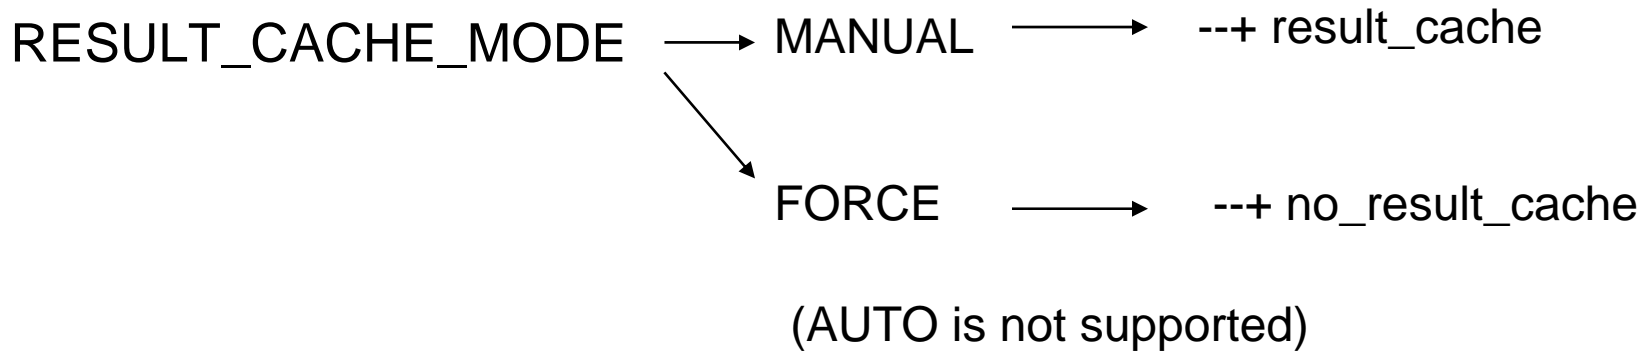 RESULT_CACHE_MODE MANUAL --+ result_cache
FORCE --+ no_result_cache
(AUTO is not supported)